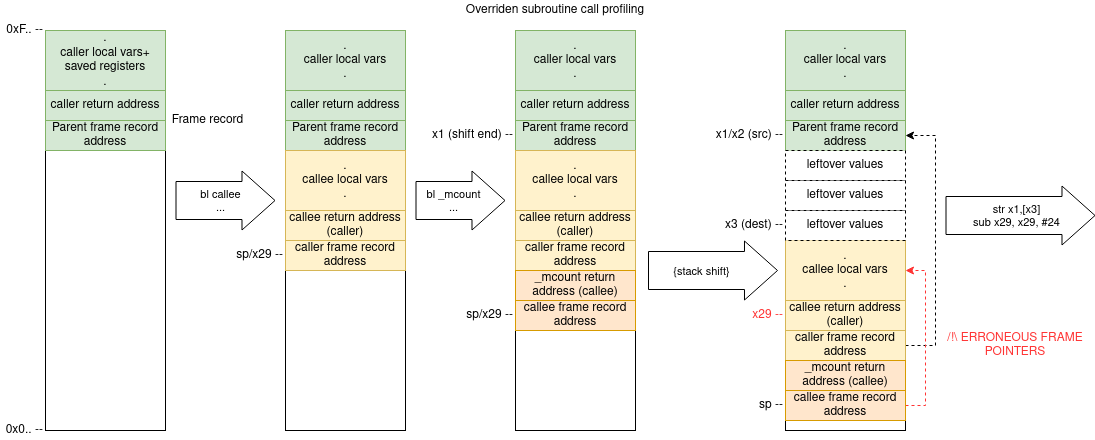 Overriden subroutine call profiling
0xF.. --
.
caller local vars+
saved registers
.
caller return address
Parent frame record
address
0x0.. --
Frame record
bl callee
...
.
caller local vars
.
caller return address
Parent frame record
address
.
callee local vars
.
callee return address
(caller)
caller frame record
address
sp/x29 --
bl _mcount
...
.
caller local vars
.
caller return address
x1 (shift end) --
Parent frame record
address
.
callee local vars
.
callee return address
(caller)
caller frame record
address
_mcount return
address (callee)
sp/x29 --
callee frame record
address
{stack shift}
.
caller local vars
.
caller return address
x1/x2 (src) --
Parent frame record
address
leftover values
leftover values
x3 (dest) --
leftover values
.
callee local vars
.
x29 --
callee return address
(caller)
caller frame record
address
_mcount return
address (callee)
sp --
callee frame record
address
/!\ ERRONEOUS FRAME
POINTERS
str x1,[x3]
sub x29, x29, #24